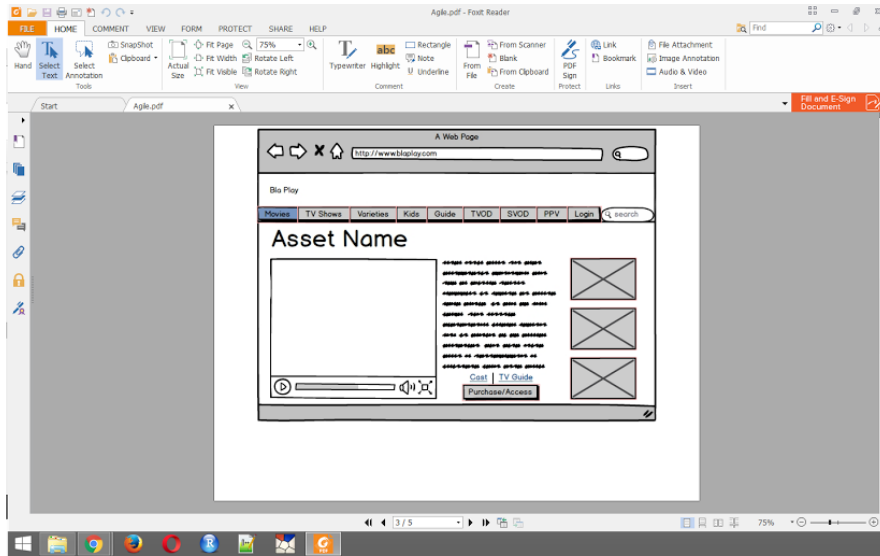 Agile.pdf - Foxit Reader
FILE HOME COMMENT VIEW FORM PROTECT SHARE HELP
Find
Hand
Select Text
Select Annotation
SnapShot
Clipboard
Tools
Actual Size
Fit Page
Fit Width
Fit Visible
75%
Rotate Left
Rotate Right
View
Typewriter
Highlight
abc
Rectangle
Note
Underline
Comment
From File
From Scanner
Blank
From Clipboard
Create
PDF Sign
Protect
Link
Bookmark
Links
File Attachment
Image Annotation
Audio & Video
Insert
Start
Agile.pdf
Fill and E-Sign Document
A Web Page
http://www.blaplay.com
Bla Play
Movies TV Shows Varieties Kids Guide TVOD SVOD PPV Login search
Asset Name
Cast | TV Guide
Purchase/Access
3 / 5
75%